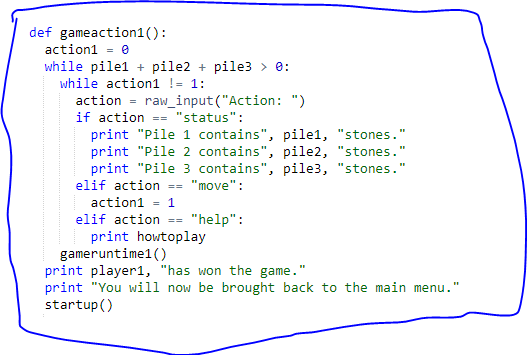 def gameaction1():
  action1 = 0
  while pile1 + pile2 + pile3 > 0:
    while action1 != 1:
      action = raw_input("Action: ")
      if action == "status":
        print "Pile 1 contains", pile1, "stones."
        print "Pile 2 contains", pile2, "stones."
        print "Pile 3 contains", pile3, "stones."
      elif action == "move":
        action1 = 1
      elif action == "help":
        print howtoplay
    gameruntime1()
  print player1, "has won the game."
  print "You will now be brought back to the main menu."
  startup()